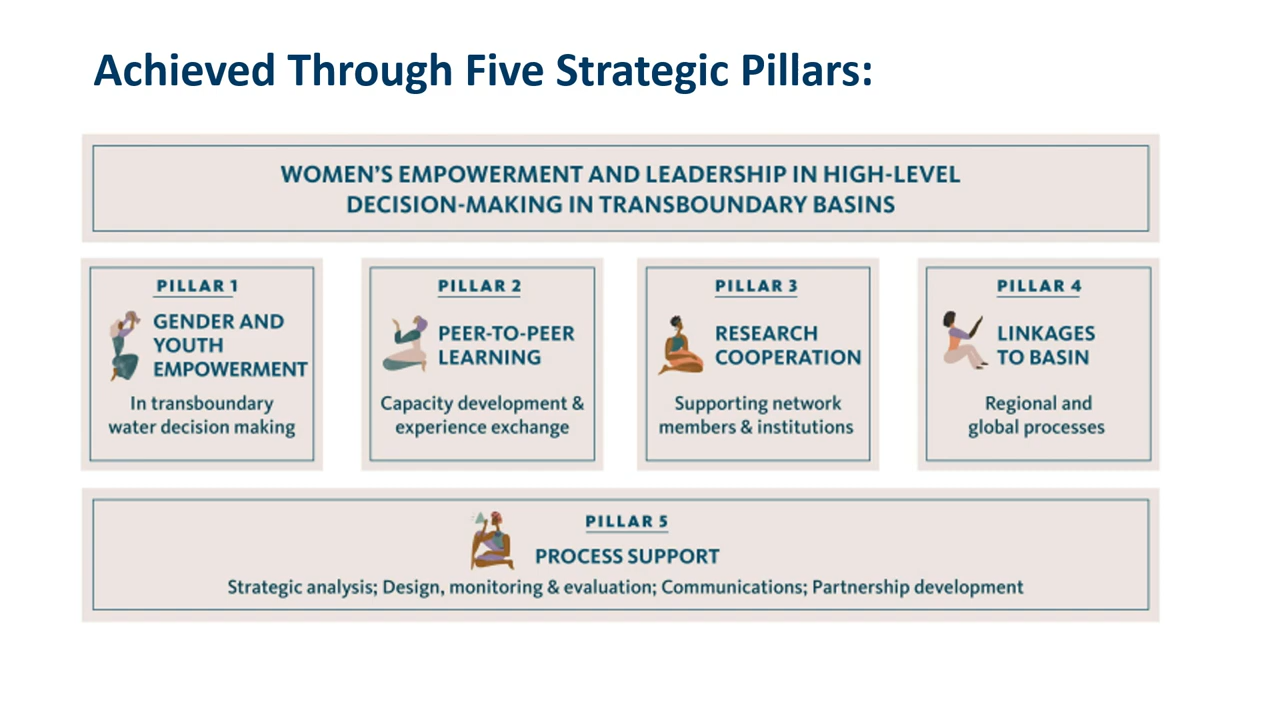 Achieved Through Five Strategic Pillars:
WOMEN'S EMPOWERMENT AND LEADERSHIP IN HIGH-LEVEL
DECISION-MAKING IN TRANSBOUNDARY BASINS
PILLAR 1
GENDER AND
YOUTH
EMPOWERMENT
In transboundary
water decision making
PILLAR 2
PEER-TO-PEER
LEARNING
Capacity development &
experience exchange
PILLAR 3
RESEARCH
COOPERATION
Supporting network
members & institutions
PILLAR 4
LINKAGES
TO BASIN
Regional and
global processes
PILLAR 5
PROCESS SUPPORT
Strategic analysis; Design, monitoring & evaluation; Communications; Partnership development